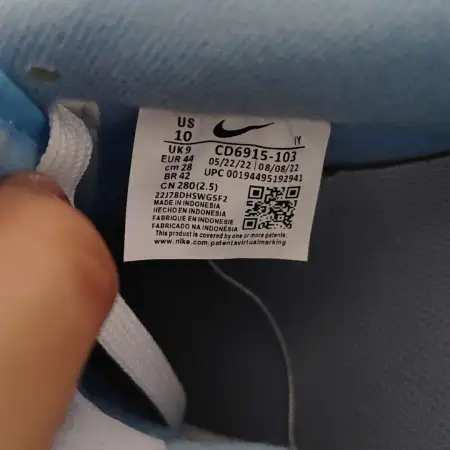 US
10
UK 9
EUR 44
cm 28
BR 42
CN 280(2.5)
IY
CD6915-103
05/22/22 | 08/08/22
UPC 00194495192941
22J78DHSWG5F2
MADE IN INDONESIA
HECHO EN INDONESIA
FABRIQUE EN INDONESIE
FABRICADO NA INDONÉSIA
This product is covered by one or more patents.
www.nike.com/patentsvirtualmarking